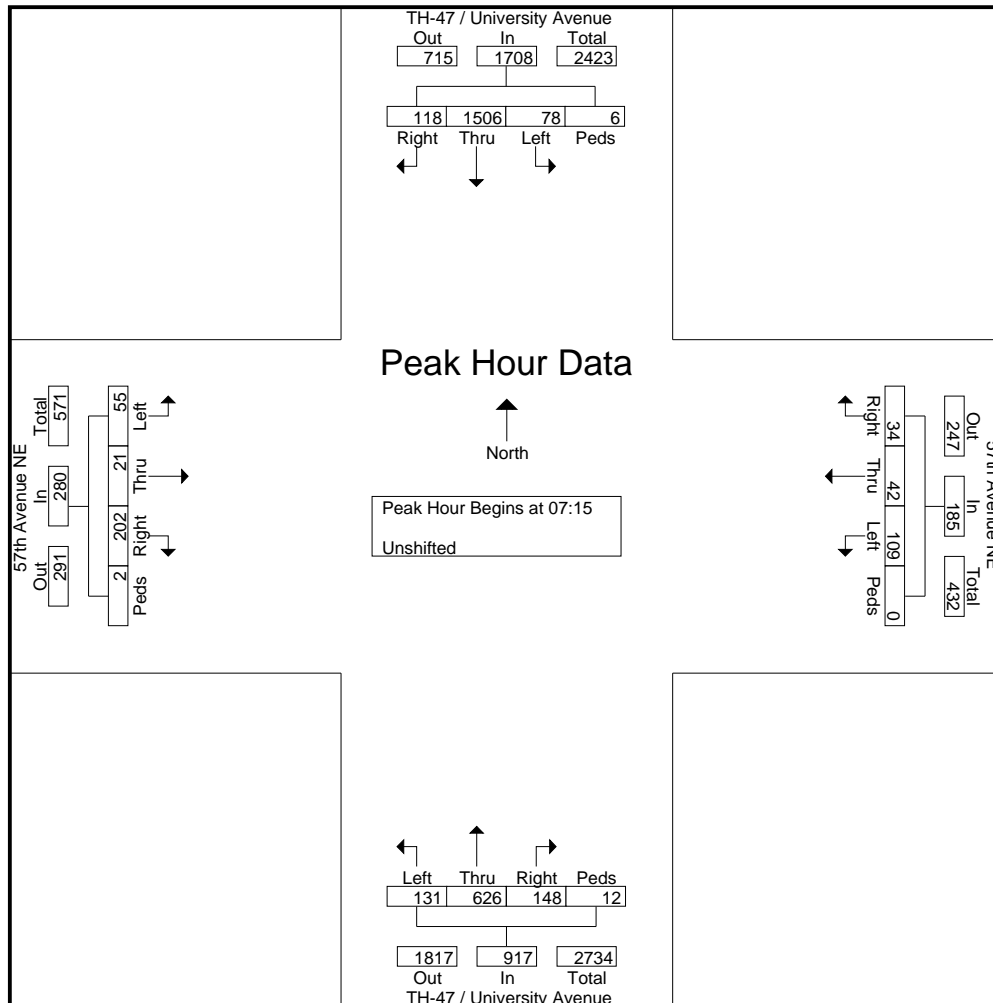 TH-47 / University Avenue
Out In Total
715 1708 2423
118 1506 78 6
Right Thru Left Peds
Peak Hour Data
North
Peak Hour Begins at 07:15
Unshifted
57th Avenue NE
Total In Out
571 280 291
55 21 202 2
Left Thru Right Peds
Right Thru Left Peds
34 42 109 0
Out In Total
247 185 432
57th Avenue NE
Left Thru Right Peds
131 626 148 12
1817 917 2734
Out In Total
TH-47 / University Avenue